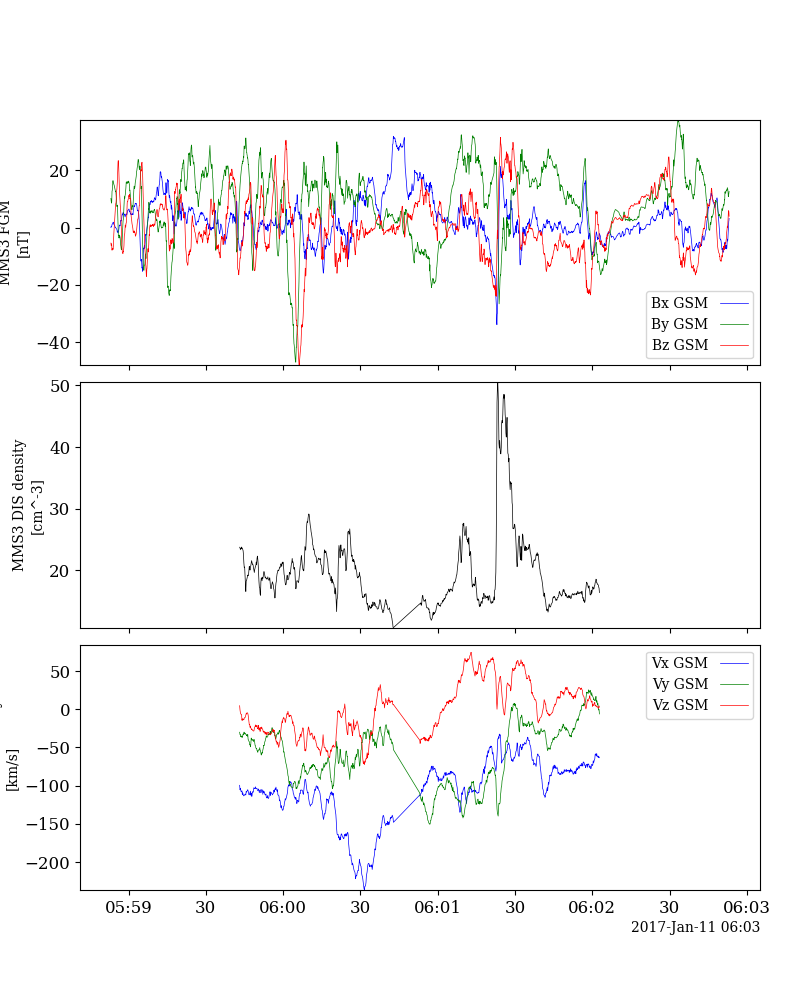 MMS3 FGM
[nT]
20
0
−20
−40
Bx GSM
By GSM
Bz GSM
MMS3 DIS density
[cm^-3]
50
40
30
20
[km/s]
50
0
−50
−100
−150
−200
Vx GSM
Vy GSM
Vz GSM
05:59 30 06:00 30 06:01 30 06:02 30 06:03
2017-Jan-11 06:03